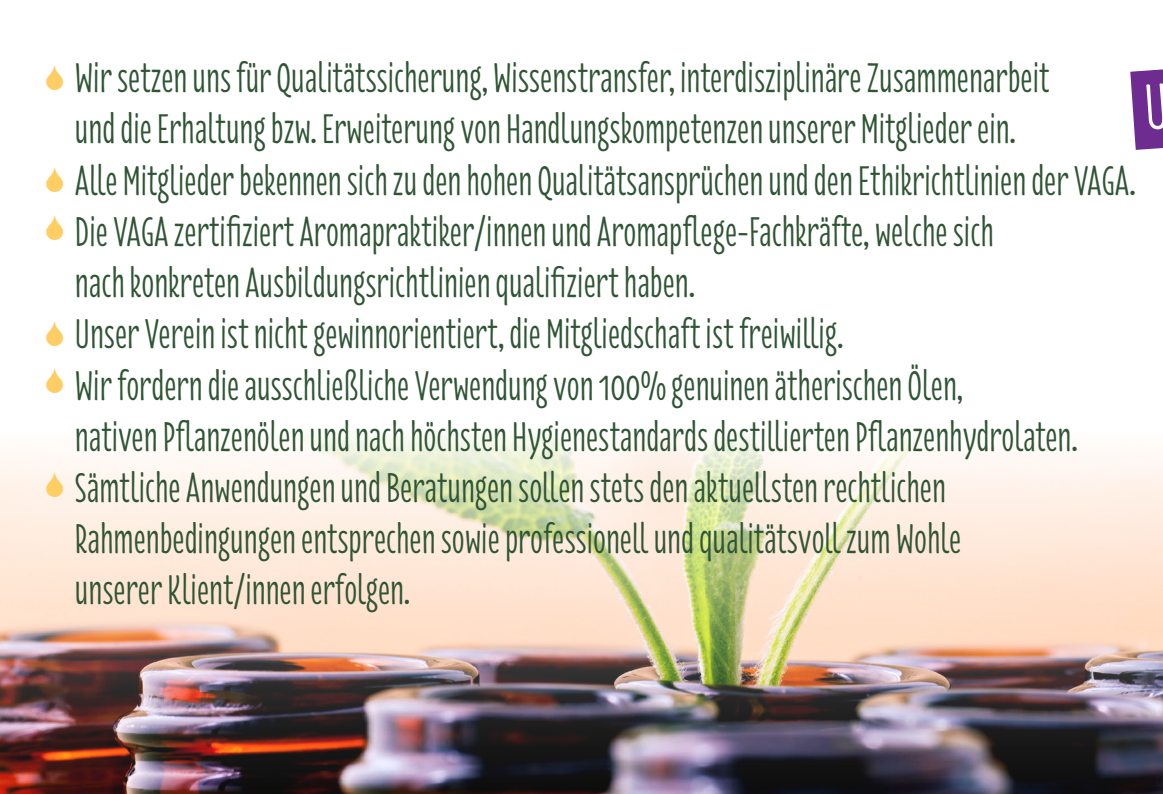 Wir setzen uns für Qualitätssicherung, Wissenstransfer, interdisziplinäre Zusammenarbeit
und die Erhaltung bzw. Erweiterung von Handlungskompetenzen unserer Mitglieder ein.
Alle Mitglieder bekennen sich zu den hohen Qualitätsansprüchen und den Ethikrichtlinien der VAGA.
Die VAGA zertifiziert Aromapraktiker/innen und Aromapflege-Fachkräfte, welche sich
nach konkreten Ausbildungsrichtlinien qualifiziert haben.
Unser Verein ist nicht gewinnorientiert, die Mitgliedschaft ist freiwillig.
Wir fordern die ausschließliche Verwendung von 100% genuinen ätherischen Ölen,
nativen Pflanzenölen und nach höchsten Hygienestandards destillierten Pflanzenhydrolaten.
Sämtliche Anwendungen und Beratungen sollen stets den aktuellsten rechtlichen
Rahmenbedingungen entsprechen sowie professionell und qualitätsvoll zum Wohle
unserer Klient/innen erfolgen.